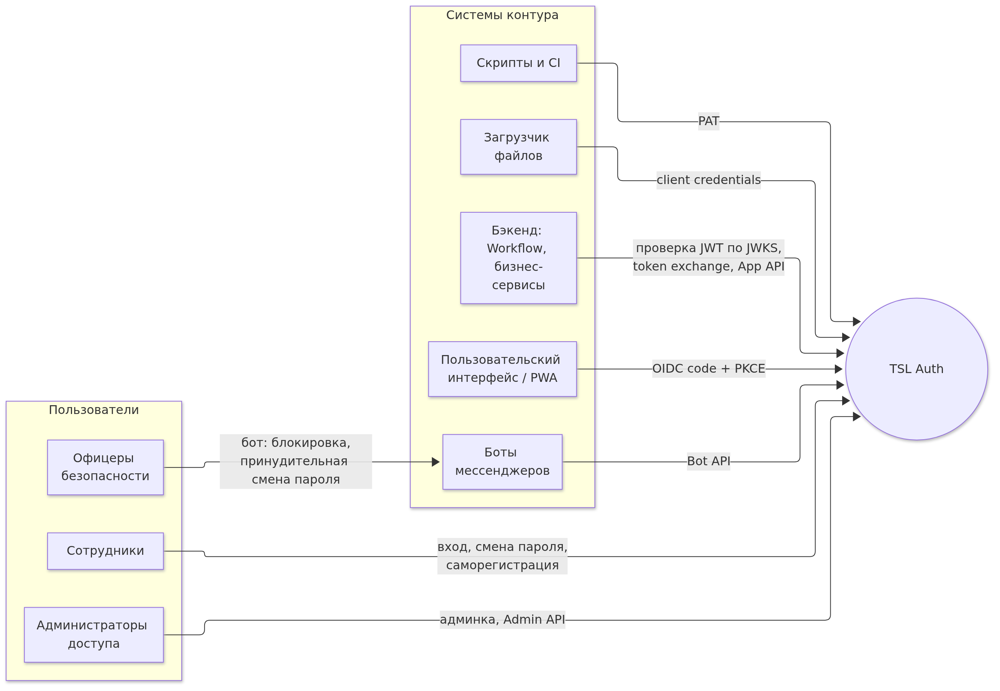 Системы контура
Скрипты и CI
PAT
Загрузчик
файлов
client credentials
Бэкенд:
Workflow,
бизнес-
сервисы
проверка JWT по JWKS,
token exchange, App API
Пользовательский
интерфейс / PWA
OIDC code + PKCE
TSL Auth
Пользователи
Офицеры
безопасности
бот: блокировка,
принудительная
смена пароля
Боты
мессенджеров
Bot API
Сотрудники
вход, смена пароля,
саморегистрация
Администраторы
доступа
админка, Admin API